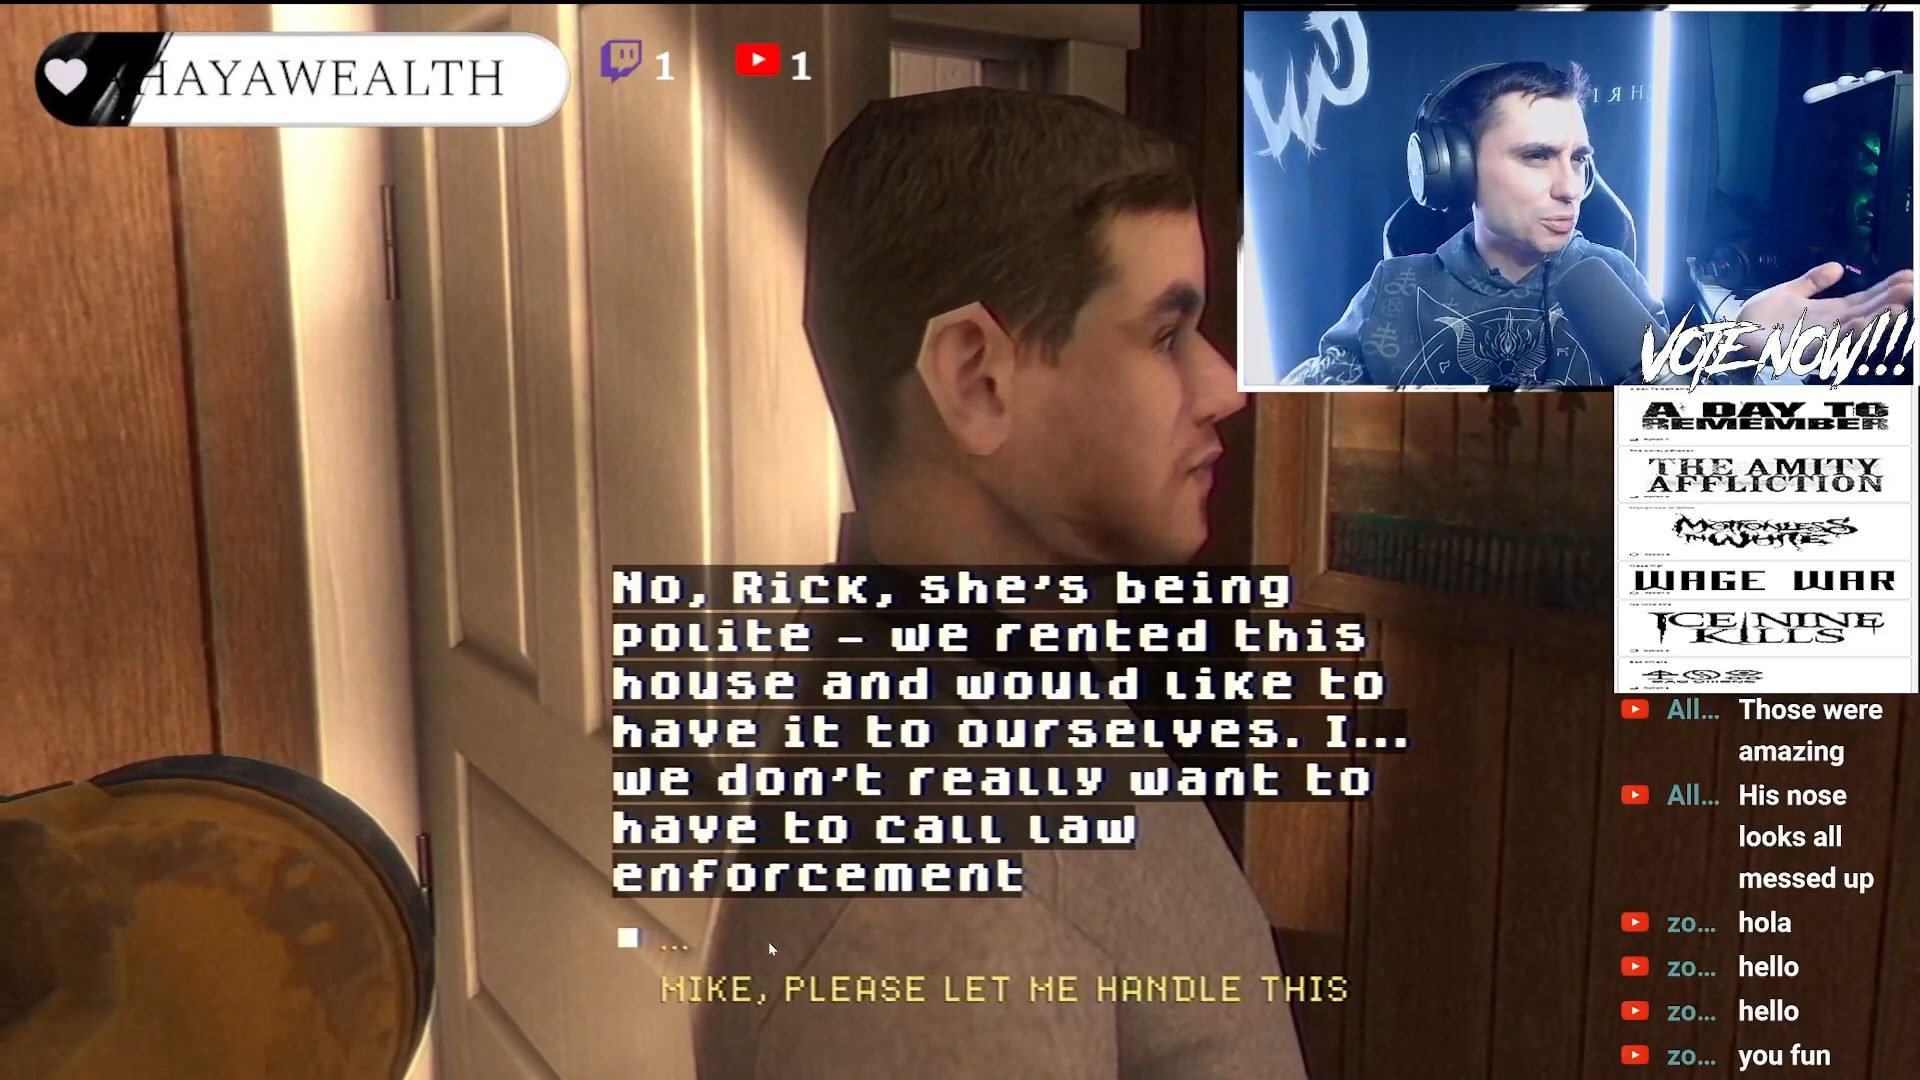 HAYAWEALTH
1
1
VOTE NOW!!!
A DAY TO
REMEMBER
THE AMITY
AFFLICTION
MOTIONLESS
IN WHITE
WAGE WAR
ICE NINE
KILLS
No, Rick, she's being
polite - we rented this
house and would like to
have it to ourselves. I...
we don't really want to
have to call law
enforcement
...
MIKE, PLEASE LET ME HANDLE THIS
All... Those were
amazing
All... His nose
looks all
messed up
zo... hola
zo... hello
zo... hello
zo... you fun